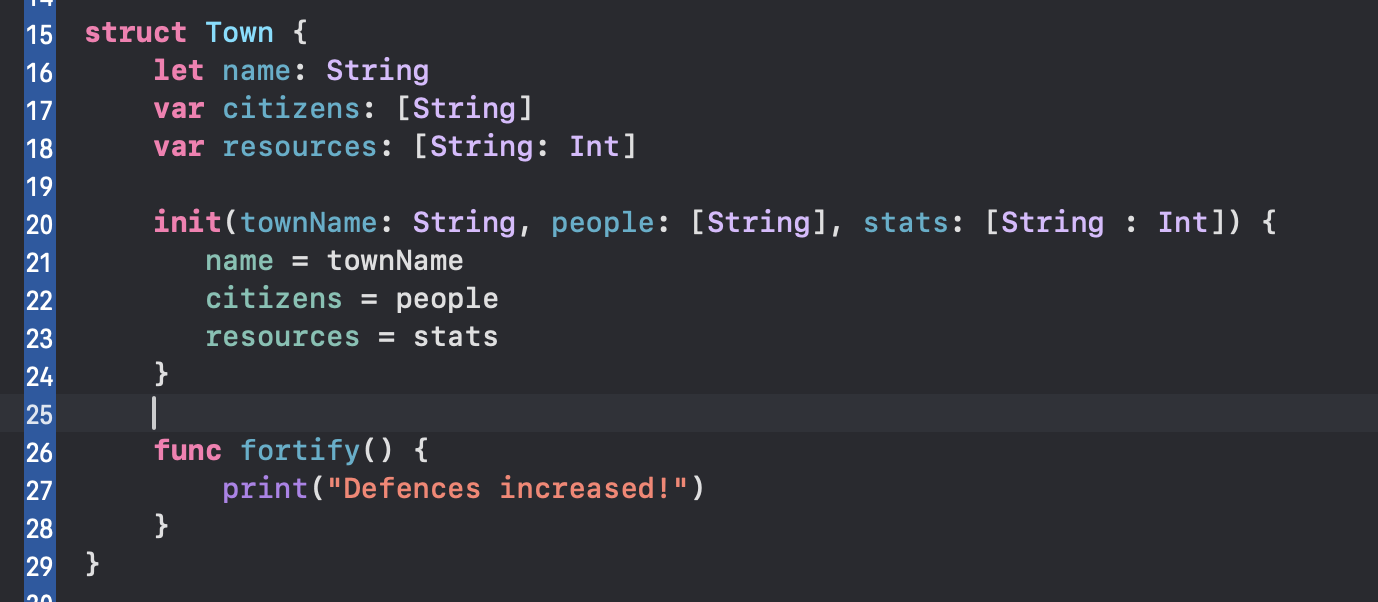 15 struct Town {
16     let name: String
17     var citizens: [String]
18     var resources: [String: Int]
19
20     init(townName: String, people: [String], stats: [String : Int]) {
21        name = townName
22        citizens = people
23        resources = stats
24     }
25
26     func fortify() {
27         print("Defences increased!")
28     }
29 }